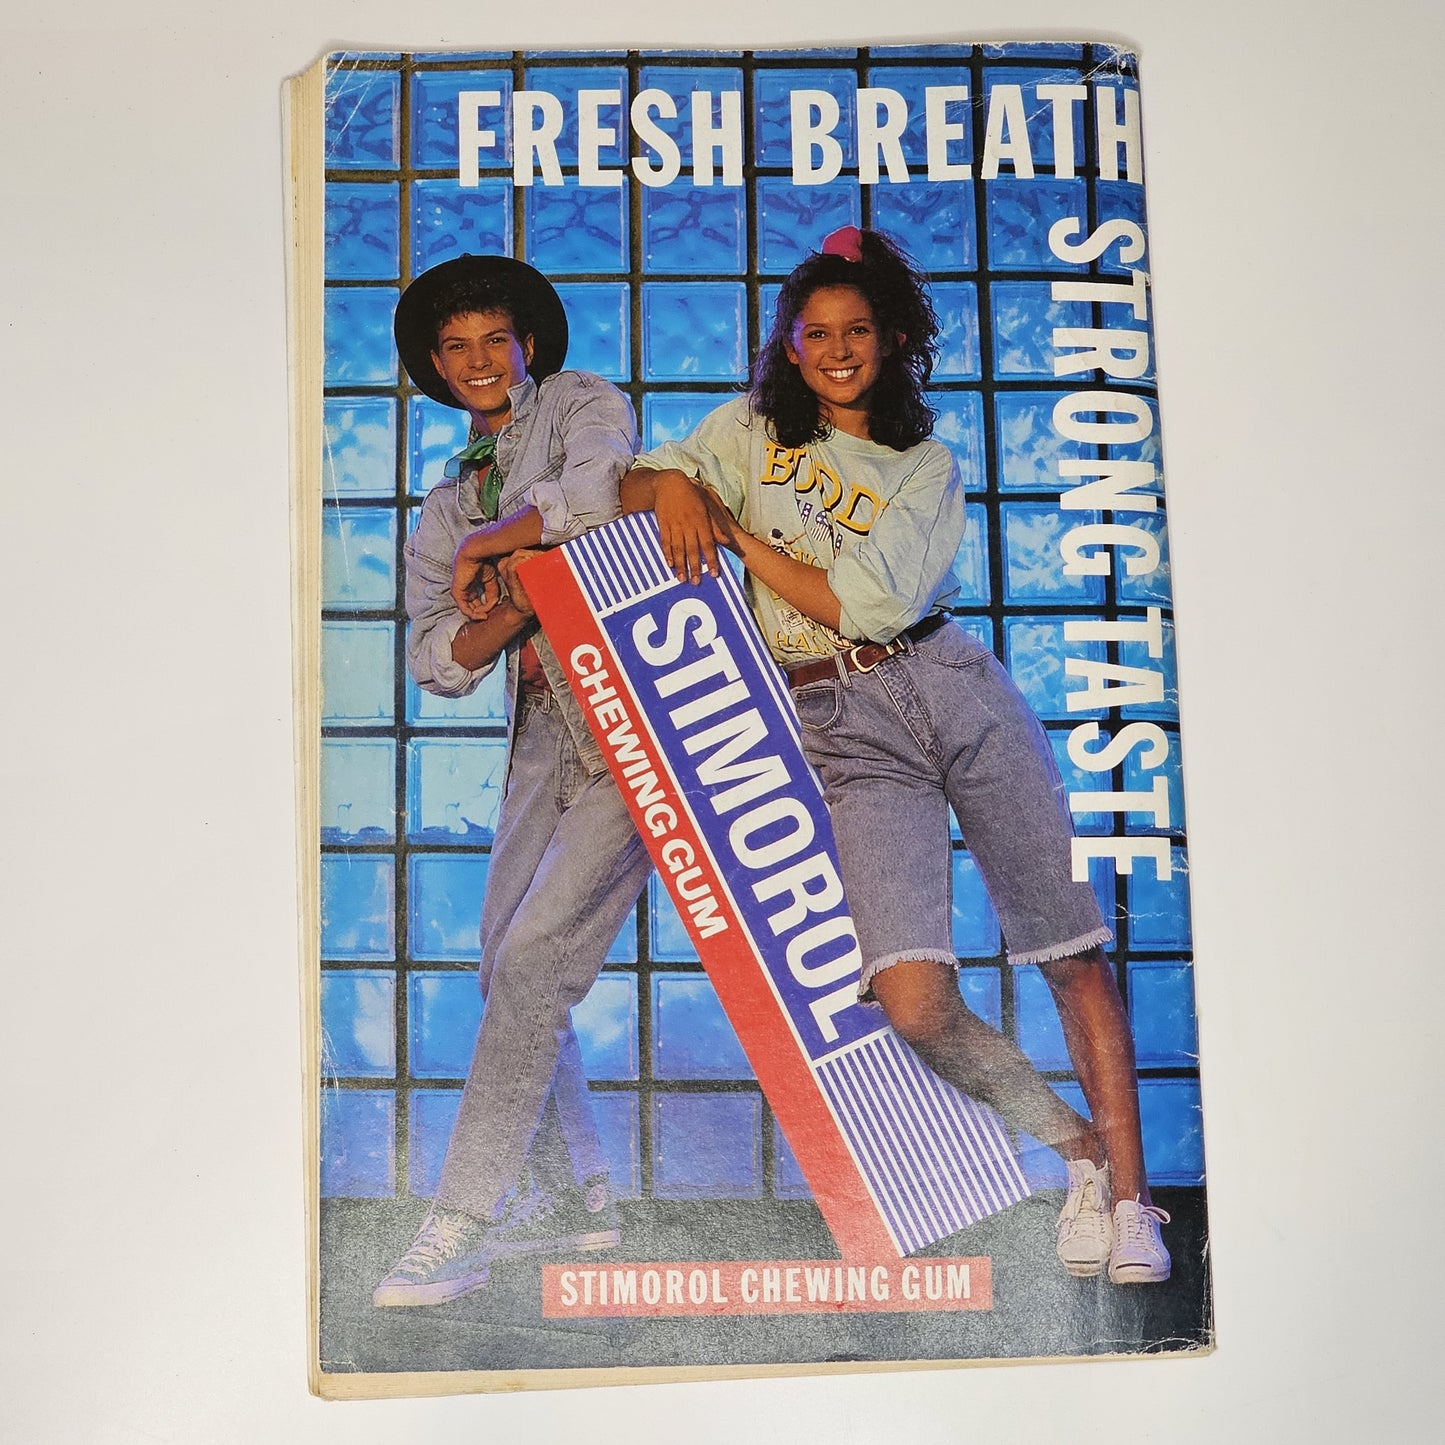 FRESH BREATH
STRONG TASTE
STIMOROL
CHEWING GUM
STIMOROL CHEWING GUM